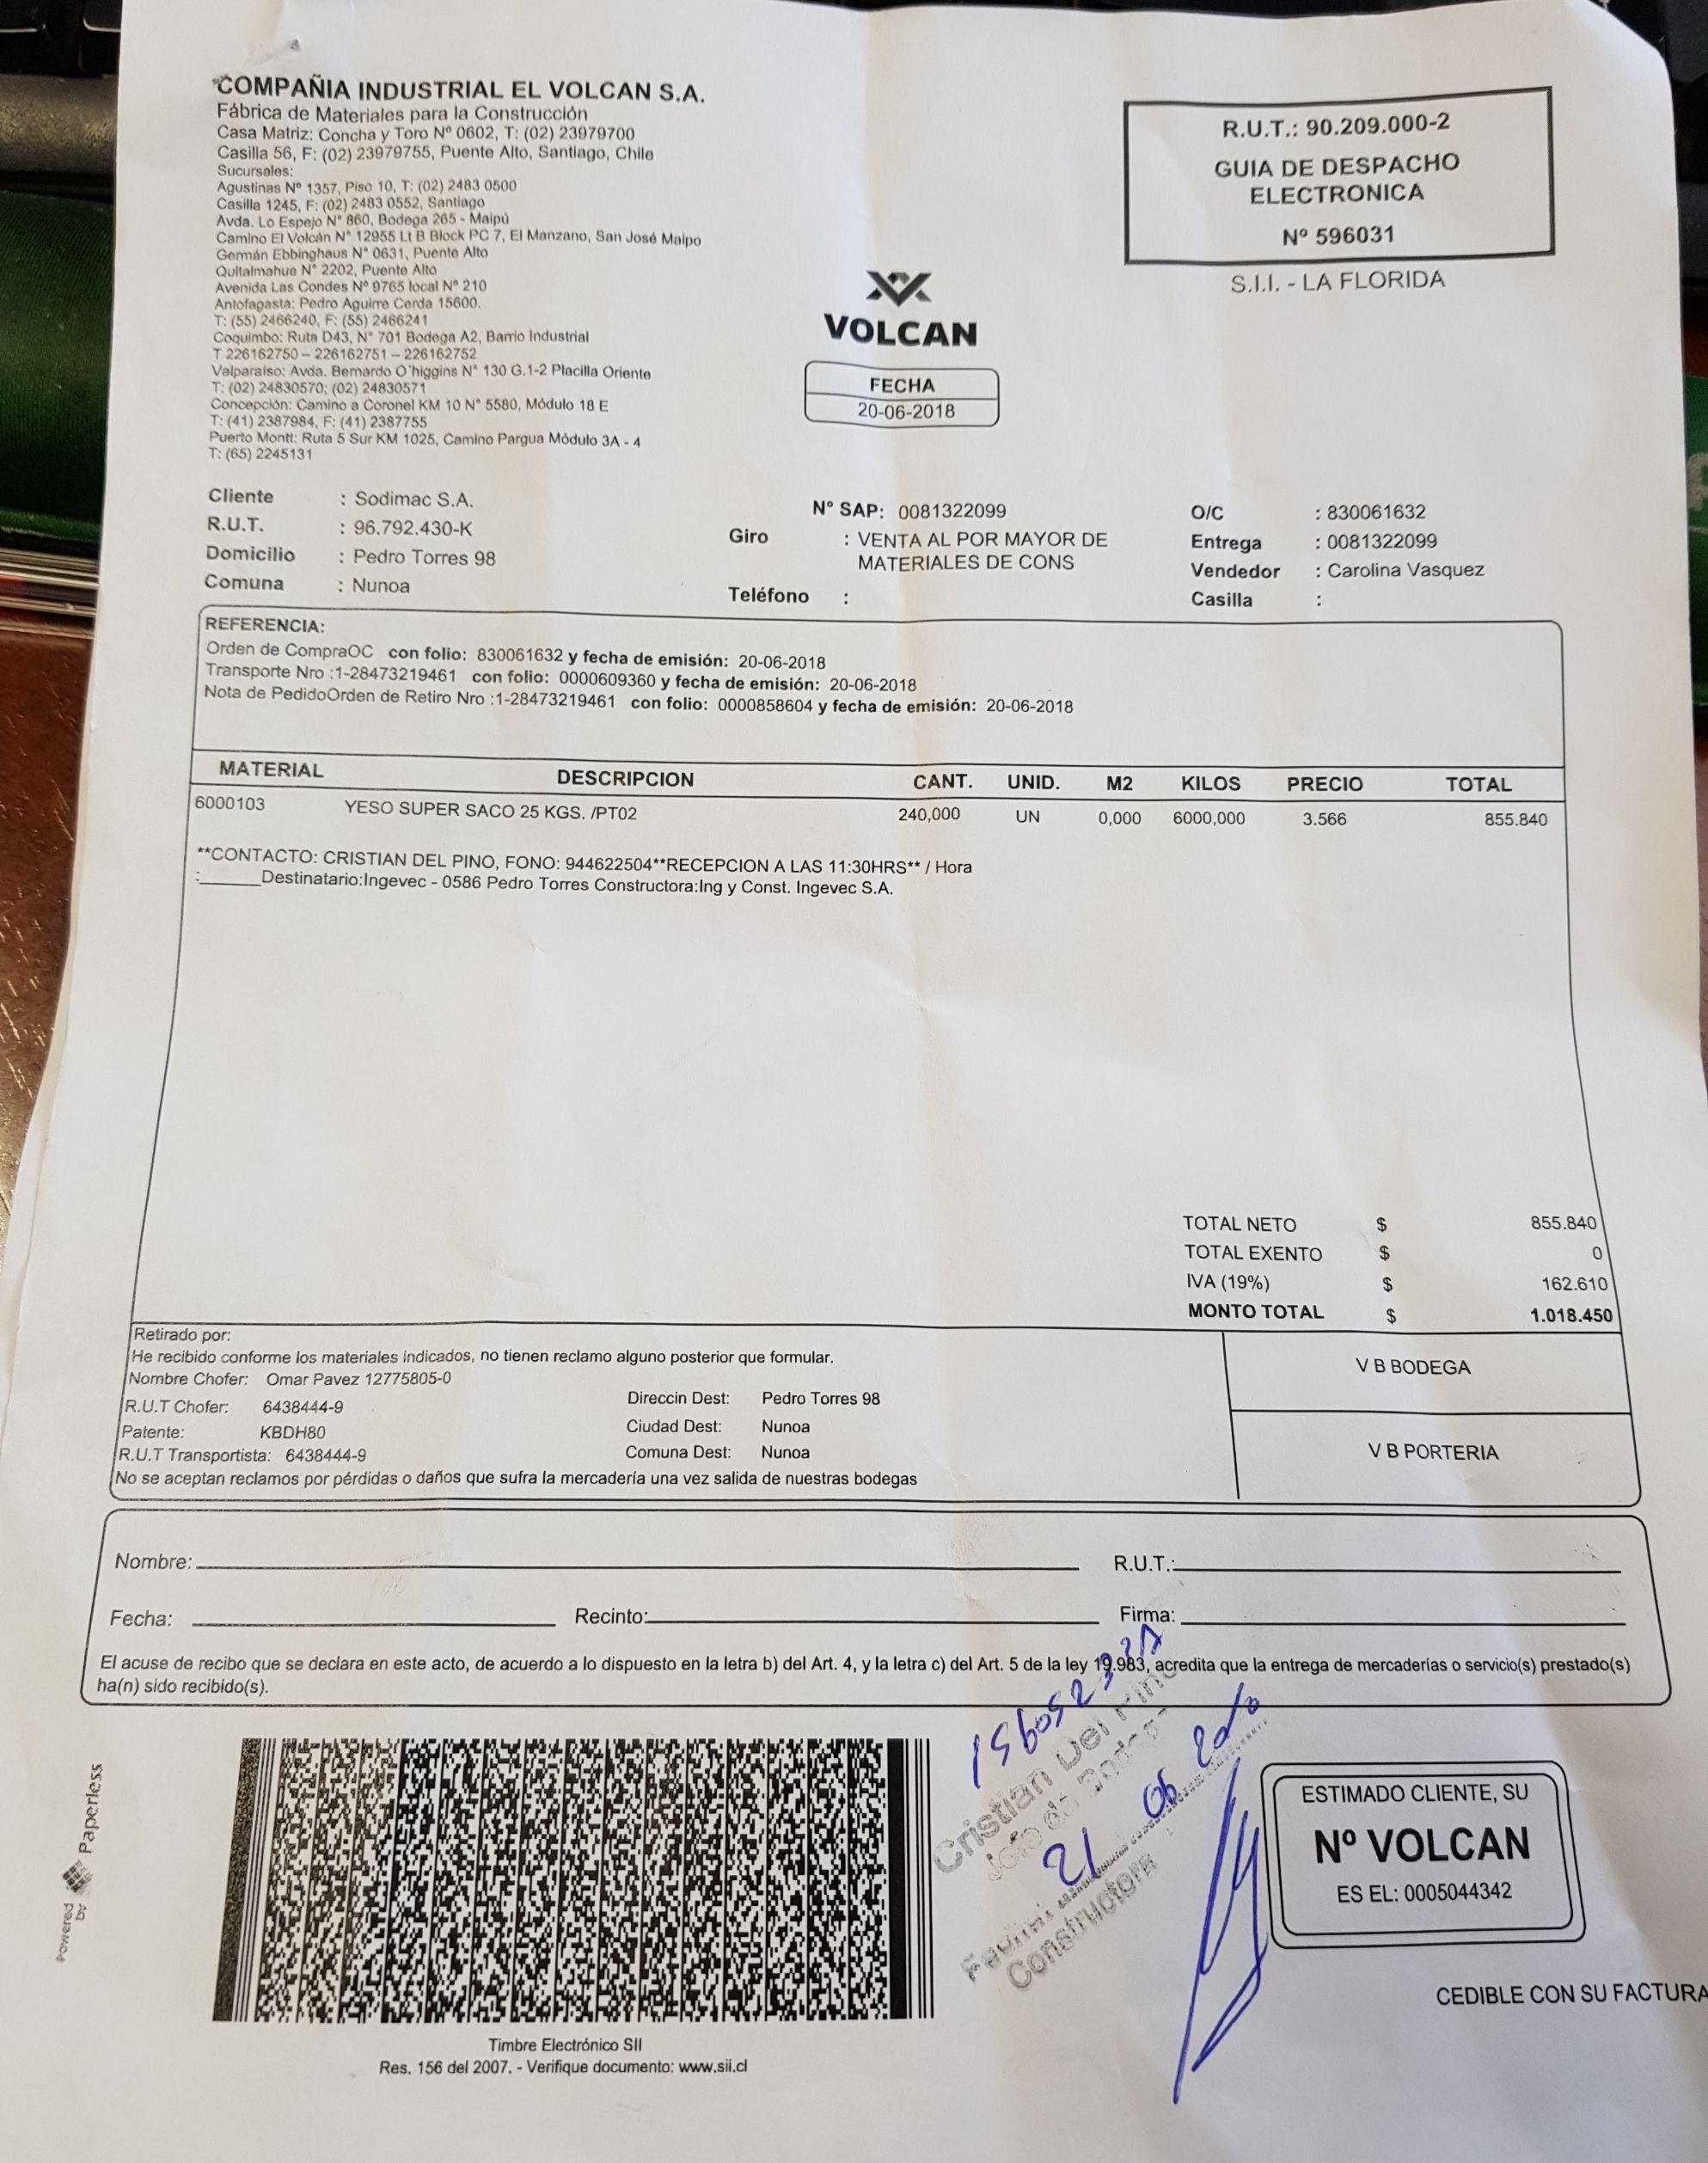 COMPAÑIA INDUSTRIAL EL VOLCAN S.A.
Fábrica de Materiales para la Construcción
Casa Matriz: Concha y Toro Nº 0602, T: (02) 23979700
Casilla 56, F: (02) 23979755, Puente Alto, Santiago, Chile
Sucursales:
Agustinas Nº 1357, Piso 10, T: (02) 2483 0500
Casilla 1245, F: (02) 2483 0552, Santiago
Avda. Lo Espejo N° 860, Bodega 265 - Maipú
Camino El Volcán N° 12955 Lt B Block PC 7, El Manzano, San José Maipo
Germán Ebbinghaus N° 0631, Puente Alto
Quitalmahue N° 2202, Puente Alto
Avenida Las Condes Nº 9765 local Nº 210
Antofagasta: Pedro Aguirre Cerda 15600.
T: (55) 2466240, F: (55) 2466241
Coquimbo: Ruta D43, N° 701 Bodega A2, Barrio Industrial
T 226162750 – 226162751 – 226162752
Valparaíso: Avda. Bernardo O'higgins N° 130 G.1-2 Placilla Oriente
T: (02) 24830570; (02) 24830571
Concepción: Camino a Coronel KM 10 N° 5580, Módulo 18 E
T: (41) 2387984, F: (41) 2387755
Puerto Montt: Ruta 5 Sur KM 1025, Camino Pargua Módulo 3A - 4
T: (65) 2245131
R.U.T.: 90.209.000-2
GUIA DE DESPACHO
ELECTRONICA
Nº 596031
S.I.I. - LA FLORIDA
VOLCAN
FECHA
20-06-2018
Cliente : Sodimac S.A.
R.U.T. : 96.792.430-K
Domicilio : Pedro Torres 98
Comuna : Nunoa
N° SAP: 0081322099
Giro : VENTA AL POR MAYOR DE
MATERIALES DE CONS
Teléfono :
O/C : 830061632
Entrega : 0081322099
Vendedor : Carolina Vasquez
Casilla :
REFERENCIA:
Orden de CompraOC con folio: 830061632 y fecha de emisión: 20-06-2018
Transporte Nro :1-28473219461 con folio: 0000609360 y fecha de emisión: 20-06-2018
Nota de PedidoOrden de Retiro Nro :1-28473219461 con folio: 0000858604 y fecha de emisión: 20-06-2018
MATERIAL DESCRIPCION CANT. UNID. M2 KILOS PRECIO TOTAL
6000103 YESO SUPER SACO 25 KGS. /PT02 240,000 UN 0,000 6000,000 3.566 855.840
**CONTACTO: CRISTIAN DEL PINO, FONO: 944622504**RECEPCION A LAS 11:30HRS** / Hora
:______Destinatario:Ingevec - 0586 Pedro Torres Constructora:Ing y Const. Ingevec S.A.
TOTAL NETO $ 855.840
TOTAL EXENTO $ 0
IVA (19%) $ 162.610
MONTO TOTAL $ 1.018.450
Retirado por:
He recibido conforme los materiales indicados, no tienen reclamo alguno posterior que formular.
Nombre Chofer: Omar Pavez 12775805-0
R.U.T Chofer: 6438444-9
Patente: KBDH80
R.U.T Transportista: 6438444-9
Direccin Dest: Pedro Torres 98
Ciudad Dest: Nunoa
Comuna Dest: Nunoa
No se aceptan reclamos por pérdidas o daños que sufra la mercadería una vez salida de nuestras bodegas
V B BODEGA
V B PORTERIA
Nombre: R.U.T.:
Fecha: Recinto: Firma:
El acuse de recibo que se declara en este acto, de acuerdo a lo dispuesto en la letra b) del Art. 4, y la letra c) del Art. 5 de la ley 19.983, acredita que la entrega de mercaderías o servicio(s) prestado(s)
ha(n) sido recibido(s).
Cristian Del Pino
Jefe de Bodega
21 06
Constructora
Powered by Paperless
ESTIMADO CLIENTE, SU
Nº VOLCAN
ES EL: 0005044342
CEDIBLE CON SU FACTURA
Timbre Electrónico SII
Res. 156 del 2007. - Verifique documento: www.sii.cl